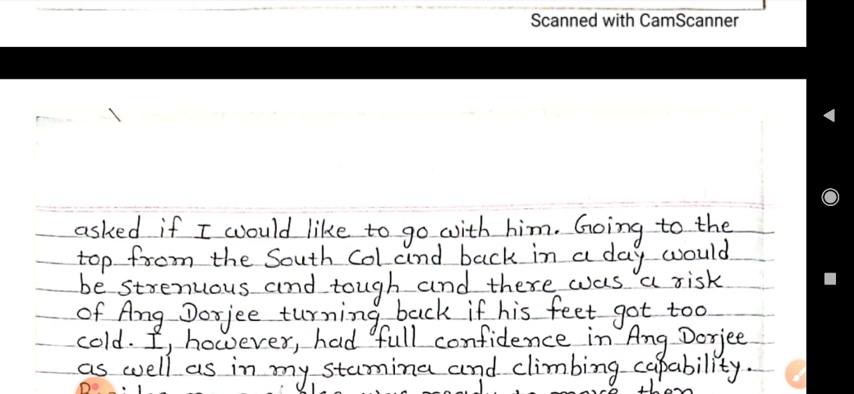 Scanned with CamScanner
asked if I would like to go with him. Going to the
top from the South Col and back in a day would
be strenuous and tough and there was a risk
of Ang Dorjee turning back if his feet got too
cold. I, however, had full confidence in Ang Dorjee
as well as in my stamina and climbing capability.